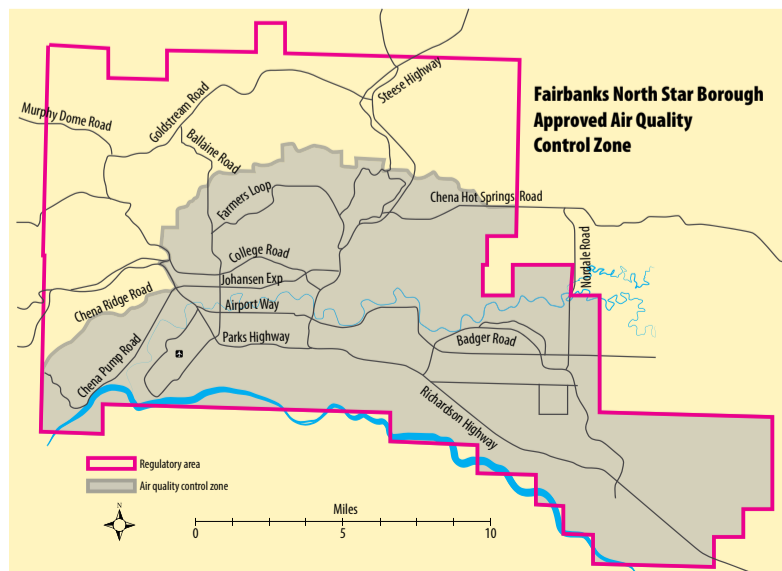 Fairbanks North Star Borough
Approved Air Quality
Control Zone
Steese Highway
Goldstream Road
Murphy Dome Road
Ballaine Road
Farmers Loop
Chena Hot Springs Road
College Road
Nordale Road
Johansen Exp
Chena Ridge Road
Airport Way
Parks Highway
Badger Road
Chena Pump Road
Richardson Highway
Regulatory area
Air quality control zone
N
Miles
0
5
10